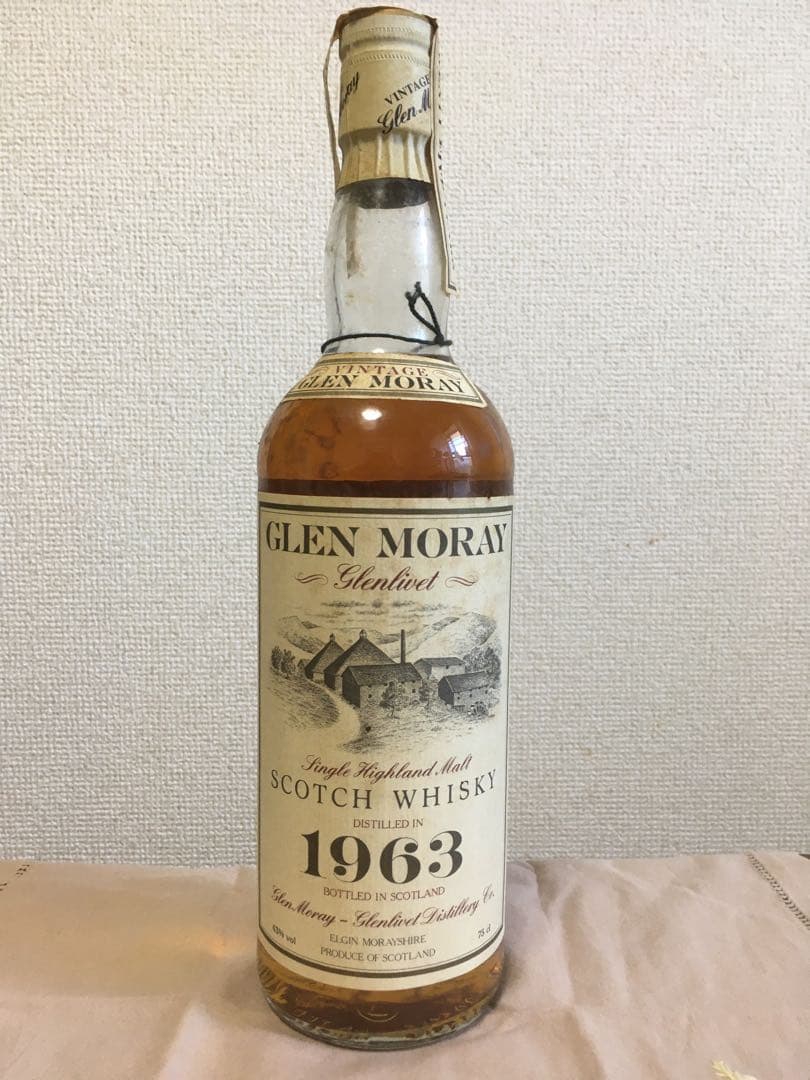 VINTAGE
Glen M
VINTAGE
GLEN MORAY
GLEN MORAY
Glenlivet
Single Highland Malt
SCOTCH WHISKY
DISTILLED IN
1963
BOTTLED IN SCOTLAND
Glen Moray – Glenlivet Distillery Co.
43% vol ELGIN MORAYSHIRE 75 cl
PRODUCE OF SCOTLAND